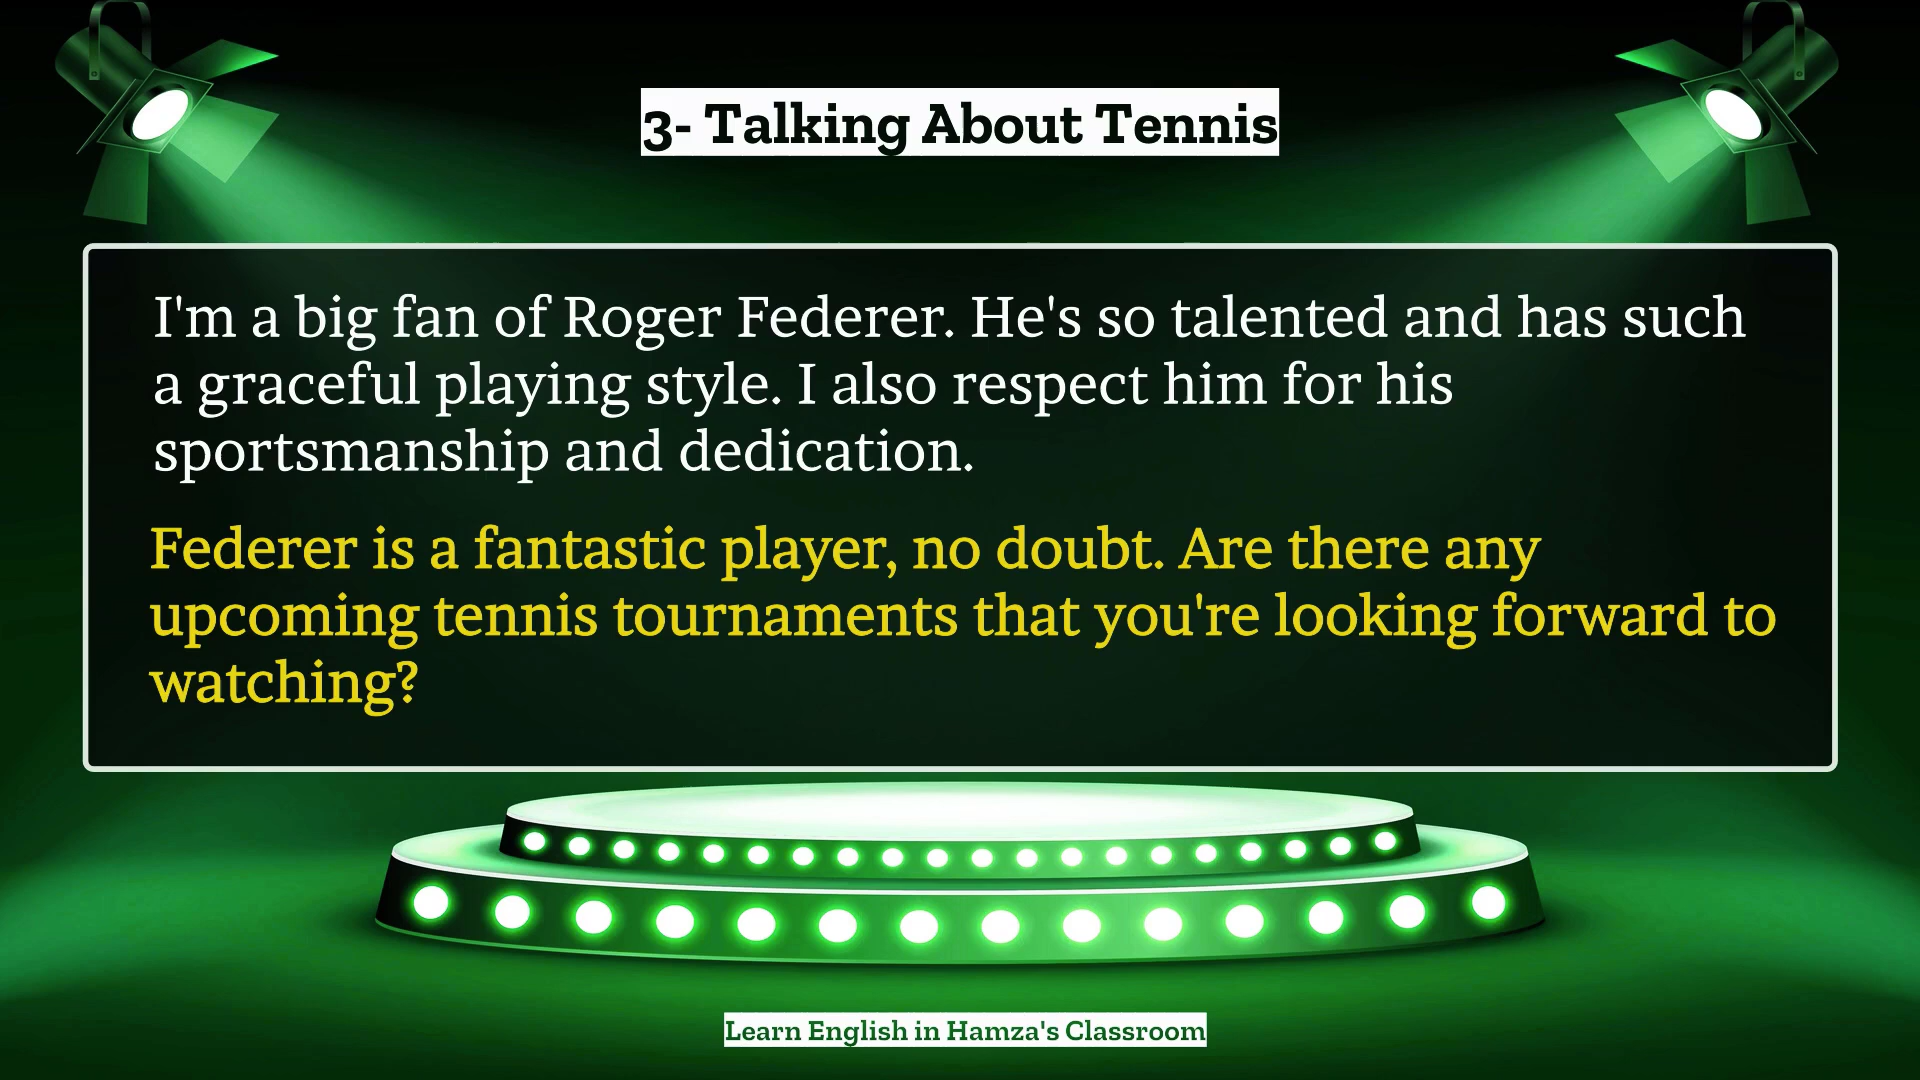 3- Talking About Tennis
I'm a big fan of Roger Federer. He's so talented and has such
a graceful playing style. I also respect him for his
sportsmanship and dedication.
Federer is a fantastic player, no doubt. Are there any
upcoming tennis tournaments that you're looking forward to
watching?
Learn English in Hamza's Classroom